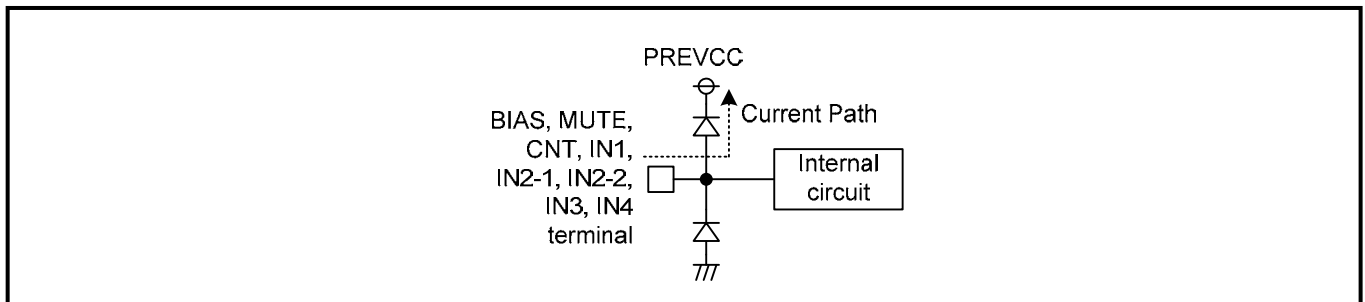 PREVCC
Current Path
BIAS, MUTE,
CNT, IN1,
IN2-1, IN2-2,
IN3, IN4
terminal
Internal
circuit